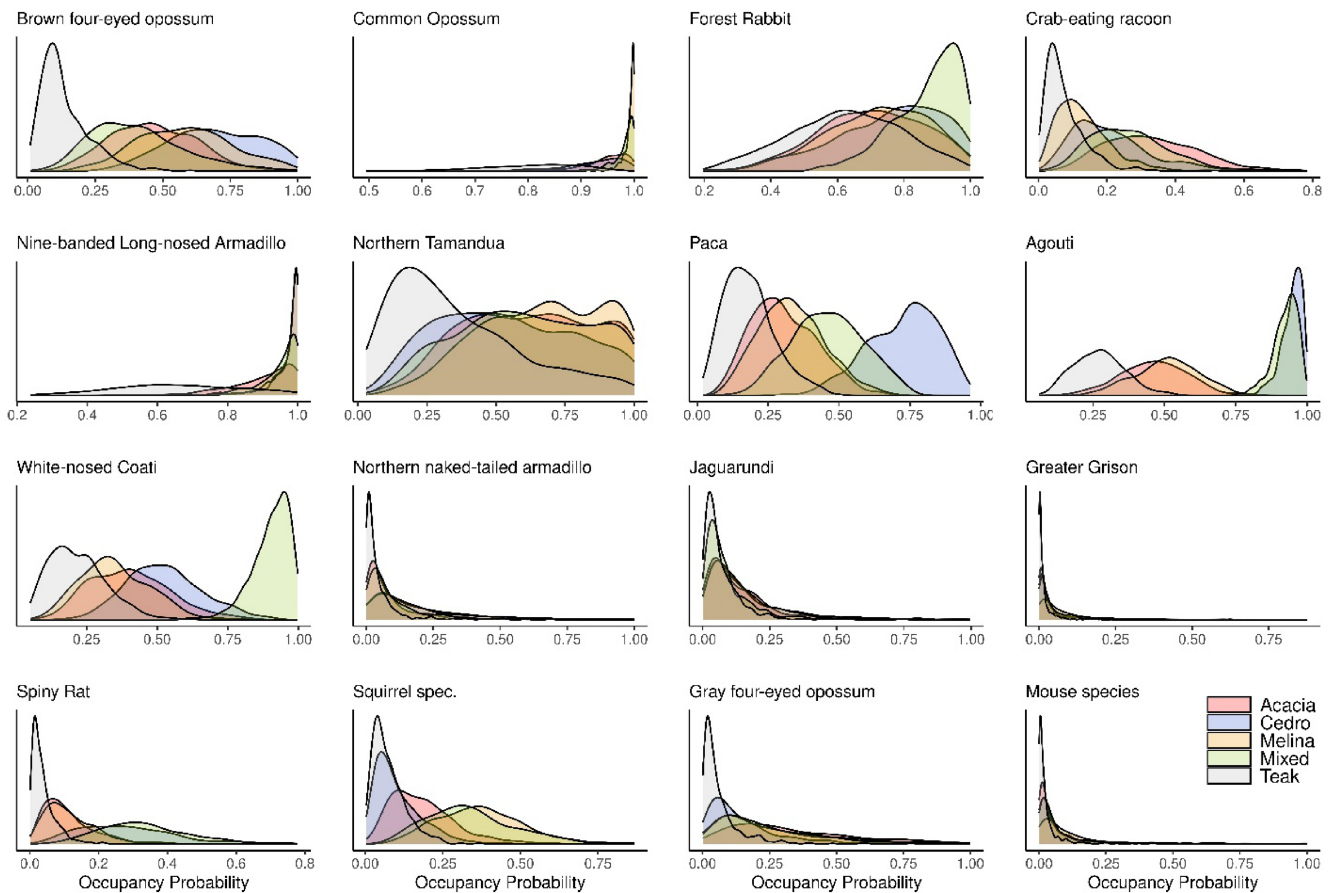 Brown four-eyed opossum
Common Opossum
Forest Rabbit
Crab-eating racoon
0.00 0.25 0.50 0.75 1.00
0.5 0.6 0.7 0.8 0.9 1.0
0.2 0.4 0.6 0.8 1.0
0.0 0.2 0.4 0.6 0.8
Nine-banded Long-nosed Armadillo
Northern Tamandua
Paca
Agouti
0.2 0.4 0.6 0.8 1.0
0.00 0.25 0.50 0.75 1.00
0.00 0.25 0.50 0.75 1.00
0.25 0.50 0.75 1.00
White-nosed Coati
Northern naked-tailed armadillo
Jaguarundi
Greater Grison
0.25 0.50 0.75 1.00
0.00 0.25 0.50 0.75 1.00
0.00 0.25 0.50 0.75 1.00
0.00 0.25 0.50 0.75
Spiny Rat
Squirrel spec.
Gray four-eyed opossum
Mouse species
Acacia
Cedro
Melina
Mixed
Teak
0.0 0.2 0.4 0.6 0.8
0.00 0.25 0.50 0.75
0.00 0.25 0.50 0.75 1.00
0.00 0.25 0.50 0.75 1.00
Occupancy Probability
Occupancy Probability
Occupancy Probability
Occupancy Probability